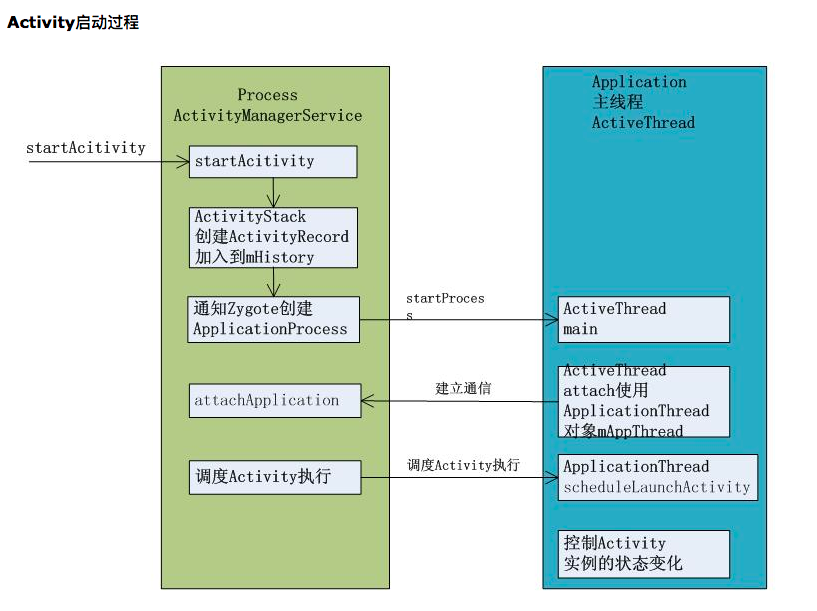 Activity启动过程
Process
ActivityManagerService
startAcitivity
startAcitivity
ActivityStack
创建ActivityRecord
加入到mHistory
通知Zygote创建
ApplicationProcess
startProces
s
attachApplication
建立通信
调度Activity执行
调度Activity执行
Application
主线程
ActiveThread
ActiveThread
main
ActiveThread
attach使用
ApplicationThread
对象mAppThread
ApplicationThread
scheduleLaunchActivity
控制Activity
实例的状态变化